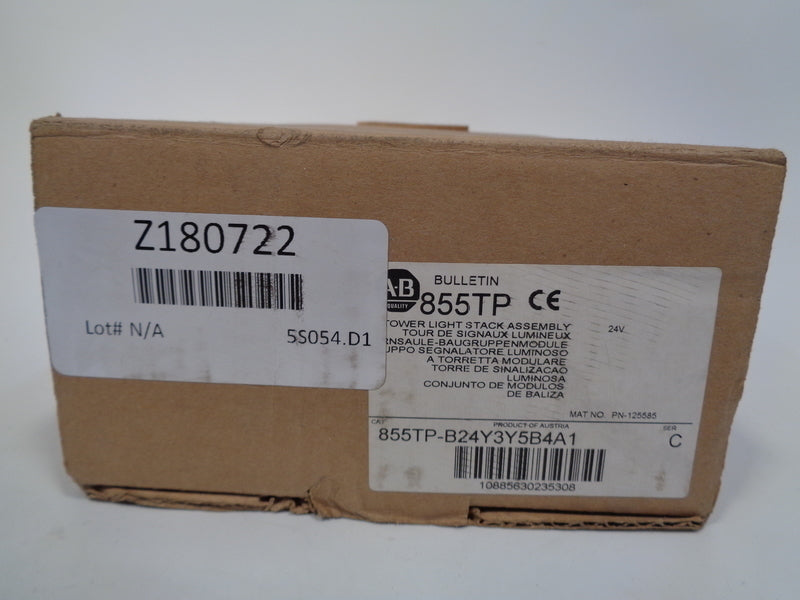 Z180722
Lot# N/A
5S054.D1
A-B
QUALITY
BULLETIN
855TP CE
TOWER LIGHT STACK ASSEMBLY
24V
TOUR DE SIGNAUX LUMINEUX
RNSAULE-BAUGRUPPENMODULE
UPPO SEGNALATORE LUMINOSO
A TORRETTA MODULARE
TORRE DE SINALIZACAO
LUMINOSA
CONJUNTO DE MODULOS
DE BALIZA
MAT NO. PN-125585
CAT
PRODUCT OF AUSTRIA
SER
855TP-B24Y3Y5B4A1
C
10885630235308